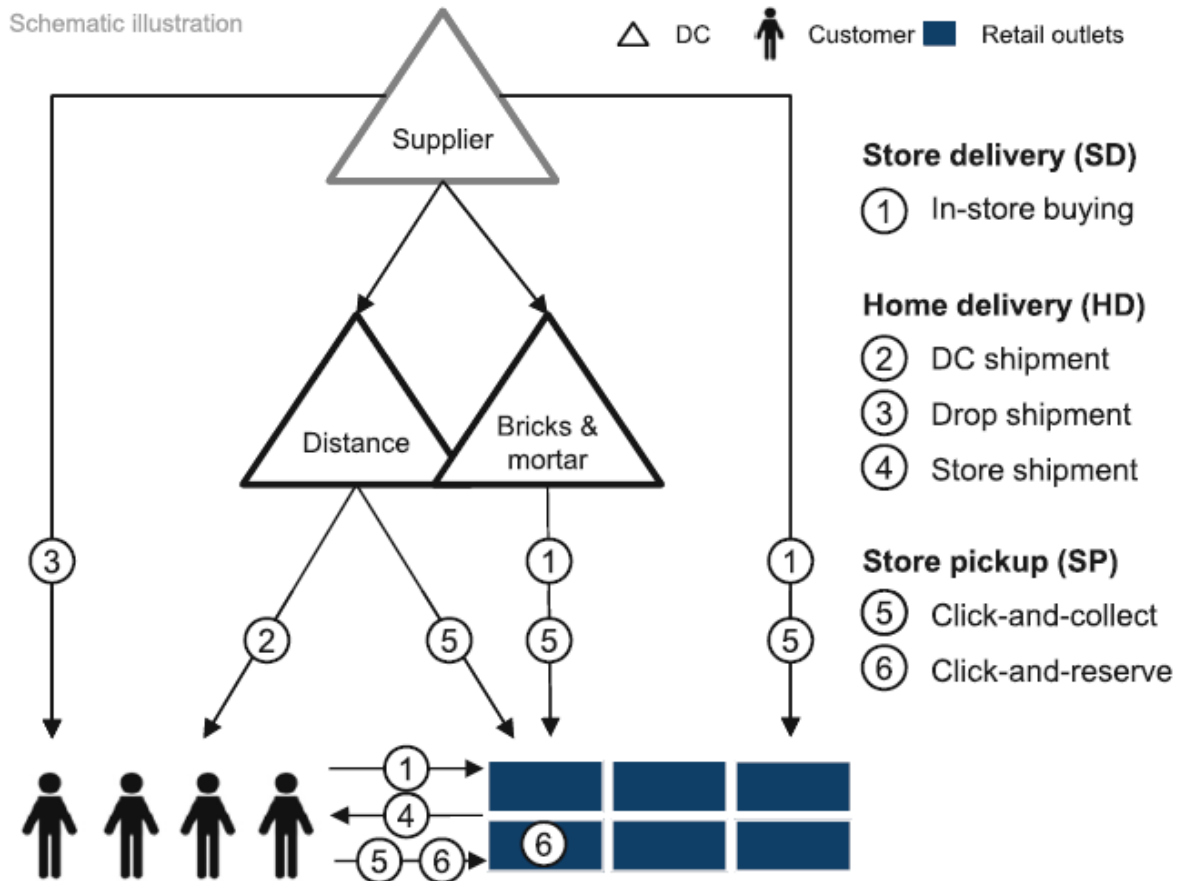 Schematic illustration
DC
Customer
Retail outlets
Supplier
Store delivery (SD)
1 In-store buying
Home delivery (HD)
2 DC shipment
3 Drop shipment
4 Store shipment
Distance
Bricks &
mortar
Store pickup (SP)
5 Click-and-collect
6 Click-and-reserve
3
1
1
2
5
5
5
1
4
5 6
6